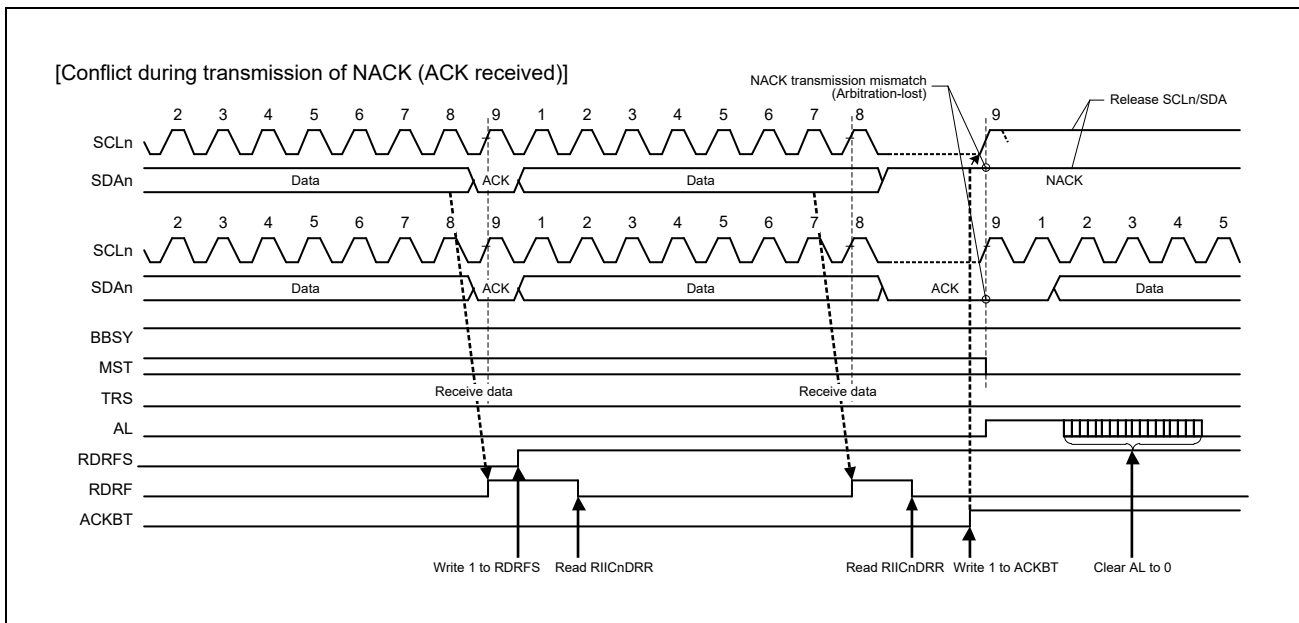 [Conflict during transmission of NACK (ACK received)]
NACK transmission mismatch
(Arbitration-lost)
Release SCLn/SDA
2 3 4 5 6 7 8 9 1 2 3 4 5 6 7 8 9
SCLn
SDAn Data ACK Data NACK
2 3 4 5 6 7 8 9 1 2 3 4 5 6 7 8 9 1 2 3 4 5
SCLn
SDAn Data ACK Data ACK Data
BBSY
MST
Receive data Receive data
TRS
AL
RDRFS
RDRF
ACKBT
Write 1 to RDRFS Read RIICnDRR Read RIICnDRR Write 1 to ACKBT Clear AL to 0